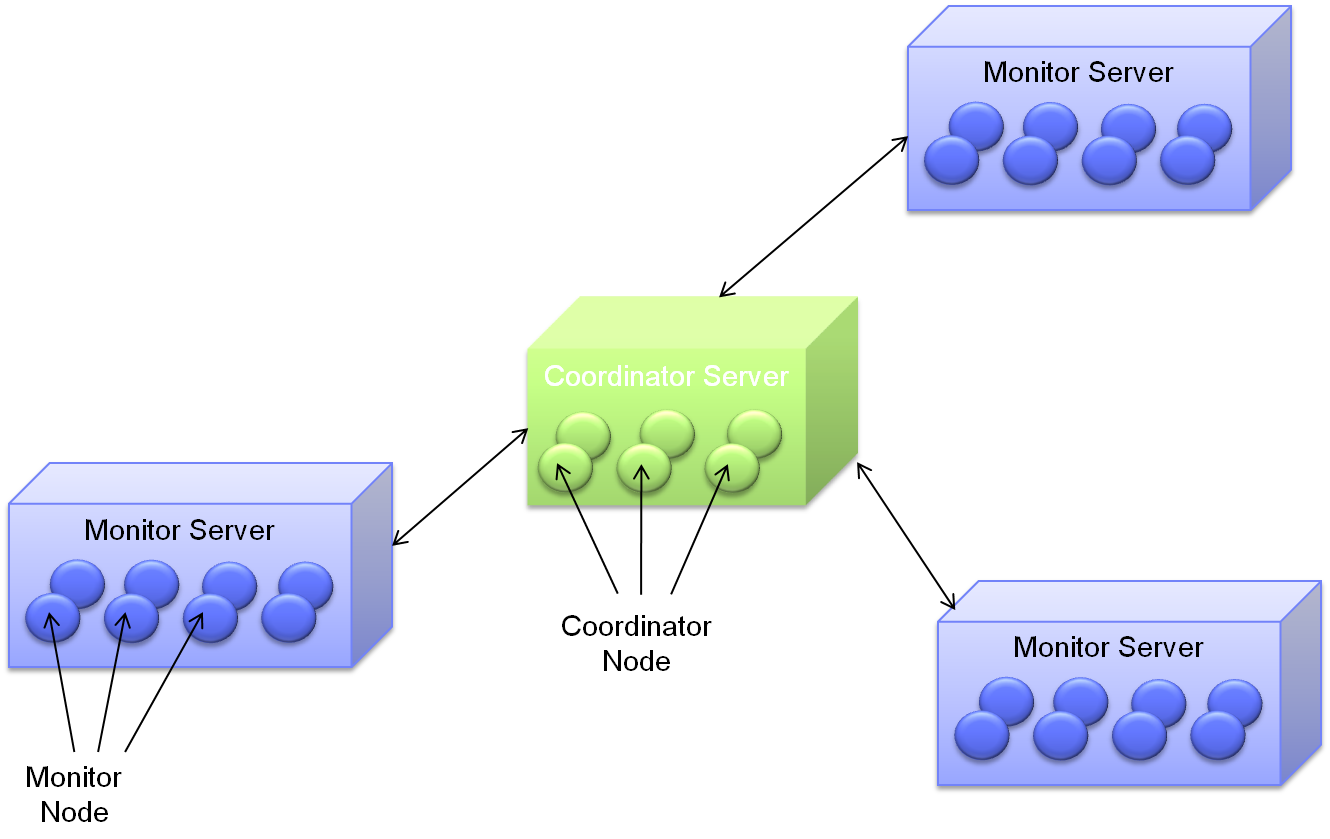 Monitor Server
Coordinator Server
Monitor Server
Coordinator
Node
Monitor Server
Monitor
Node